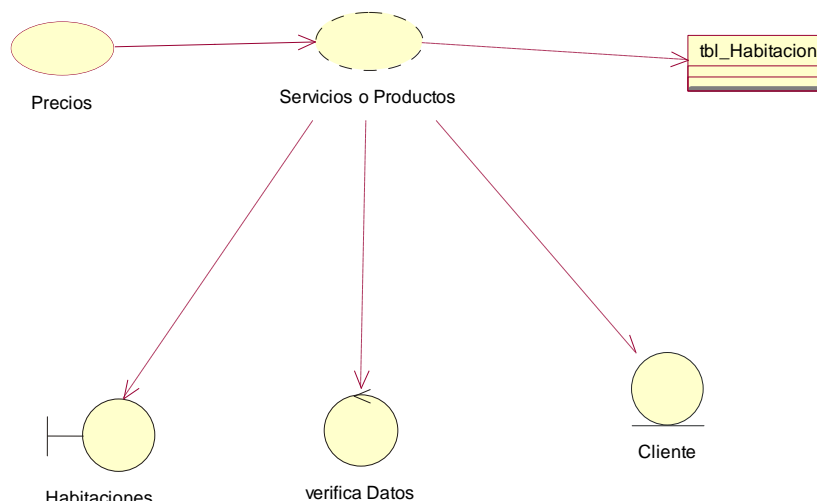 tbl_Habitacion
Precios
Servicios o Productos
Cliente
Habitaciones
verifica Datos